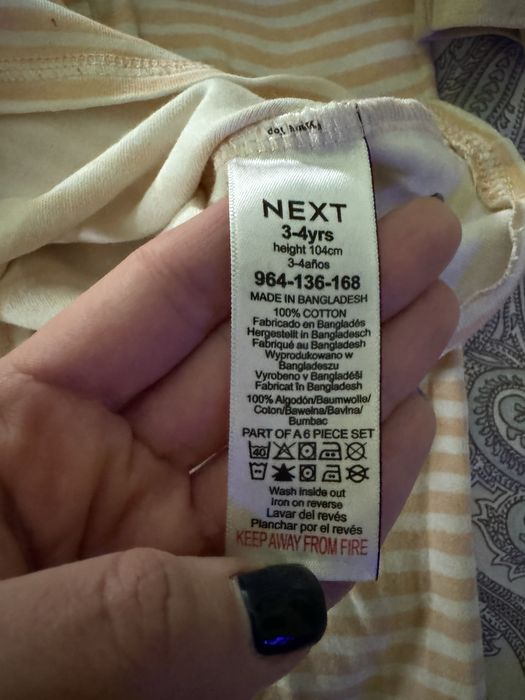 NEXT
3-4yrs
height 104cm
3-4años
964-136-168
MADE IN BANGLADESH
100% COTTON
Fabricado en Bangladés
Hergestellt in Bangladesch
Fabriqué au Bangladesh
Wyprodukowano w
Bangladeszu
Vyrobeno v Bangladéši
Fabricat în Bangladesh
100% Algodón/Baumwolle/
Coton/Bawełna/Bavlna/
Bumbac
PART OF A 6 PIECE SET
40
Wash inside out
Iron on reverse
Lavar del revés
Planchar por el revés
KEEP AWAY FROM FIRE